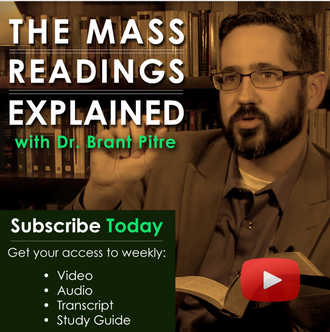 THE MASS
READINGS
EXPLAINED
with Dr. Brant Pitre
Subscribe Today
Get your access to weekly:
• Video
• Audio
• Transcript
• Study Guide